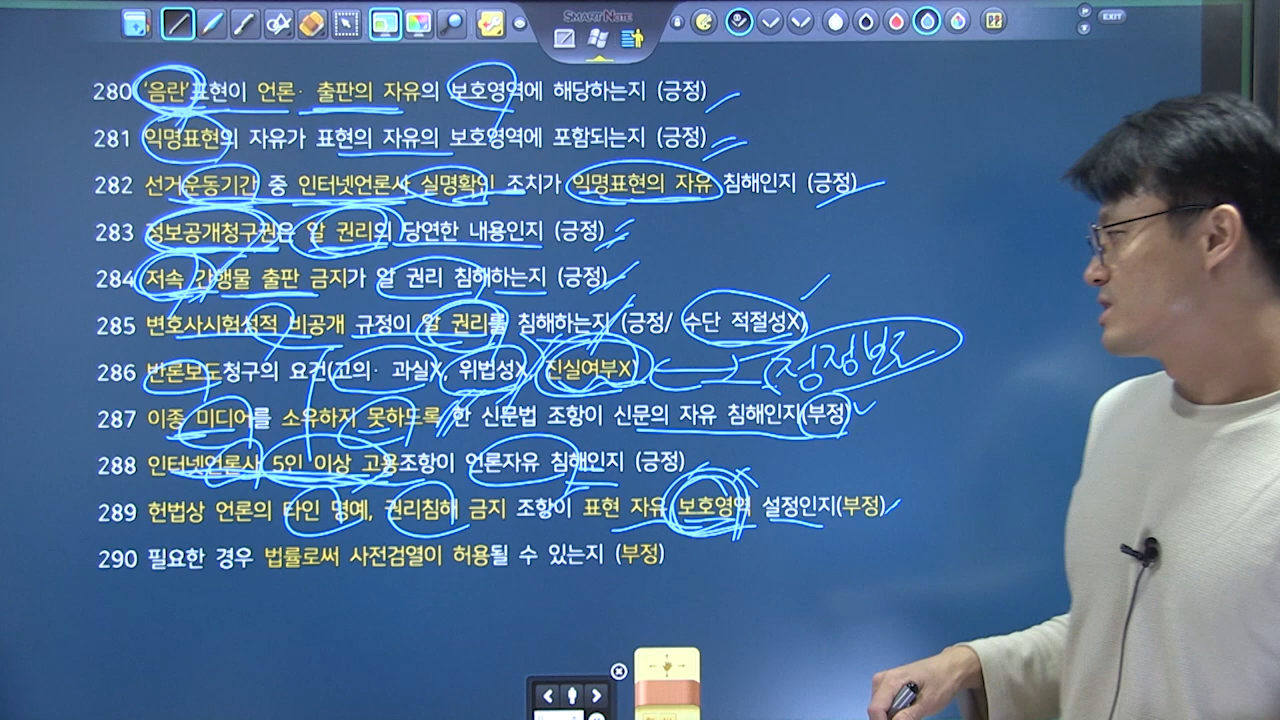 SMARTNOTE
EXIT
280 '음란'표현이 언론· 출판의 자유의 보호영역에 해당하는지 (긍정)
281 익명표현의 자유가 표현의 자유의 보호영역에 포함되는지 (긍정)
282 선거운동기간 중 인터넷언론사 실명확인 조치가 익명표현의 자유 침해인지 (긍정)
283 정보공개청구권은 알 권리의 당연한 내용인지 (긍정)
284 저속 간행물 출판 금지가 알 권리 침해하는지 (긍정)
285 변호사시험성적 비공개 규정이 알 권리를 침해하는지 (긍정/ 수단 적절성X)
286 반론보도청구의 요건(고의· 과실X, 위법성X, 진실여부X) (정정보도
287 이종 미디어를 소유하지 못하도록 한 신문법 조항이 신문의 자유 침해인지(부정)
288 인터넷언론사 5인 이상 고용조항이 언론자유 침해인지 (긍정)
289 헌법상 언론의 타인 명예, 권리침해 금지 조항이 표현 자유 보호영역 설정인지(부정)
290 필요한 경우 법률로써 사전검열이 허용될 수 있는지 (부정)